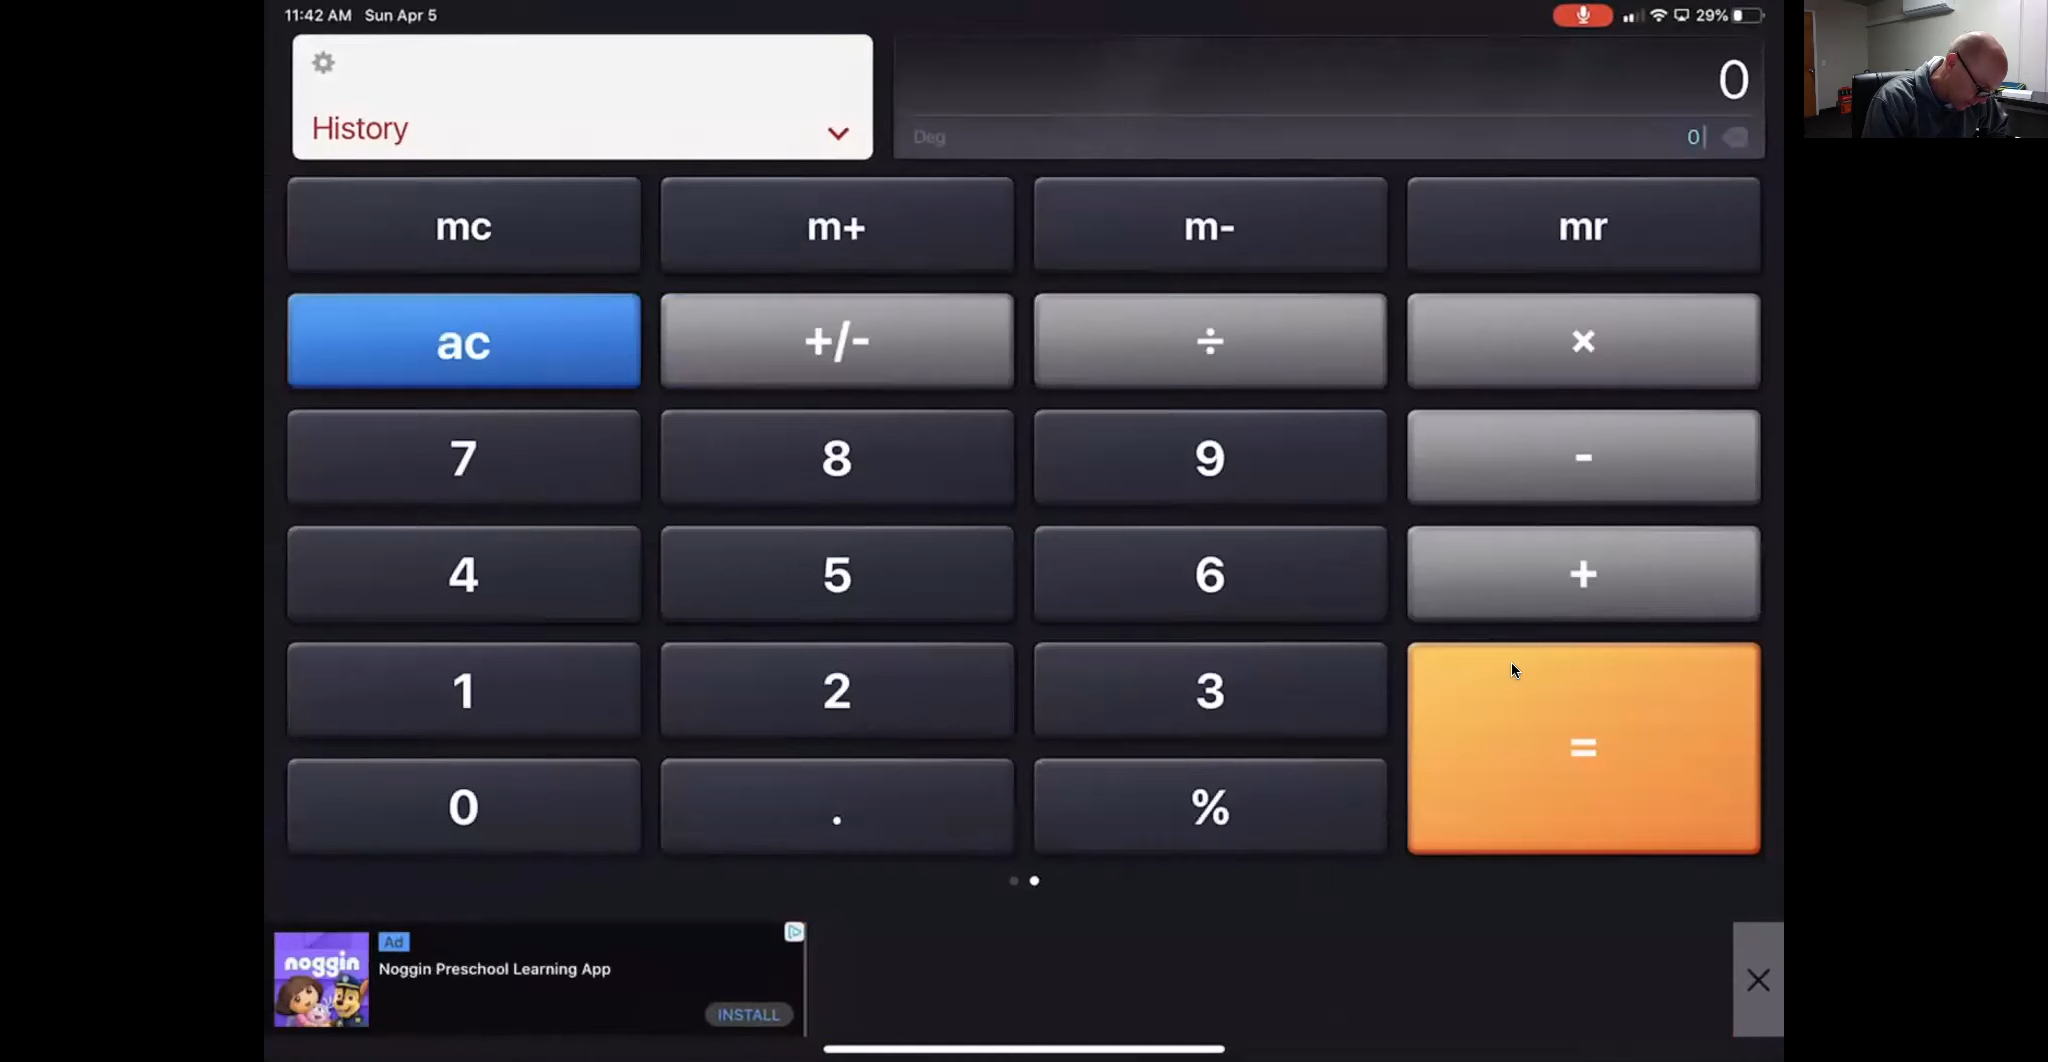 11:42 AM Sun Apr 5
29%
History
0
Deg
0
mc m+ m- mr
ac +/- ÷ ×
7 8 9 -
4 5 6 +
1 2 3 =
0 . %
noggin
Ad
Noggin Preschool Learning App
INSTALL